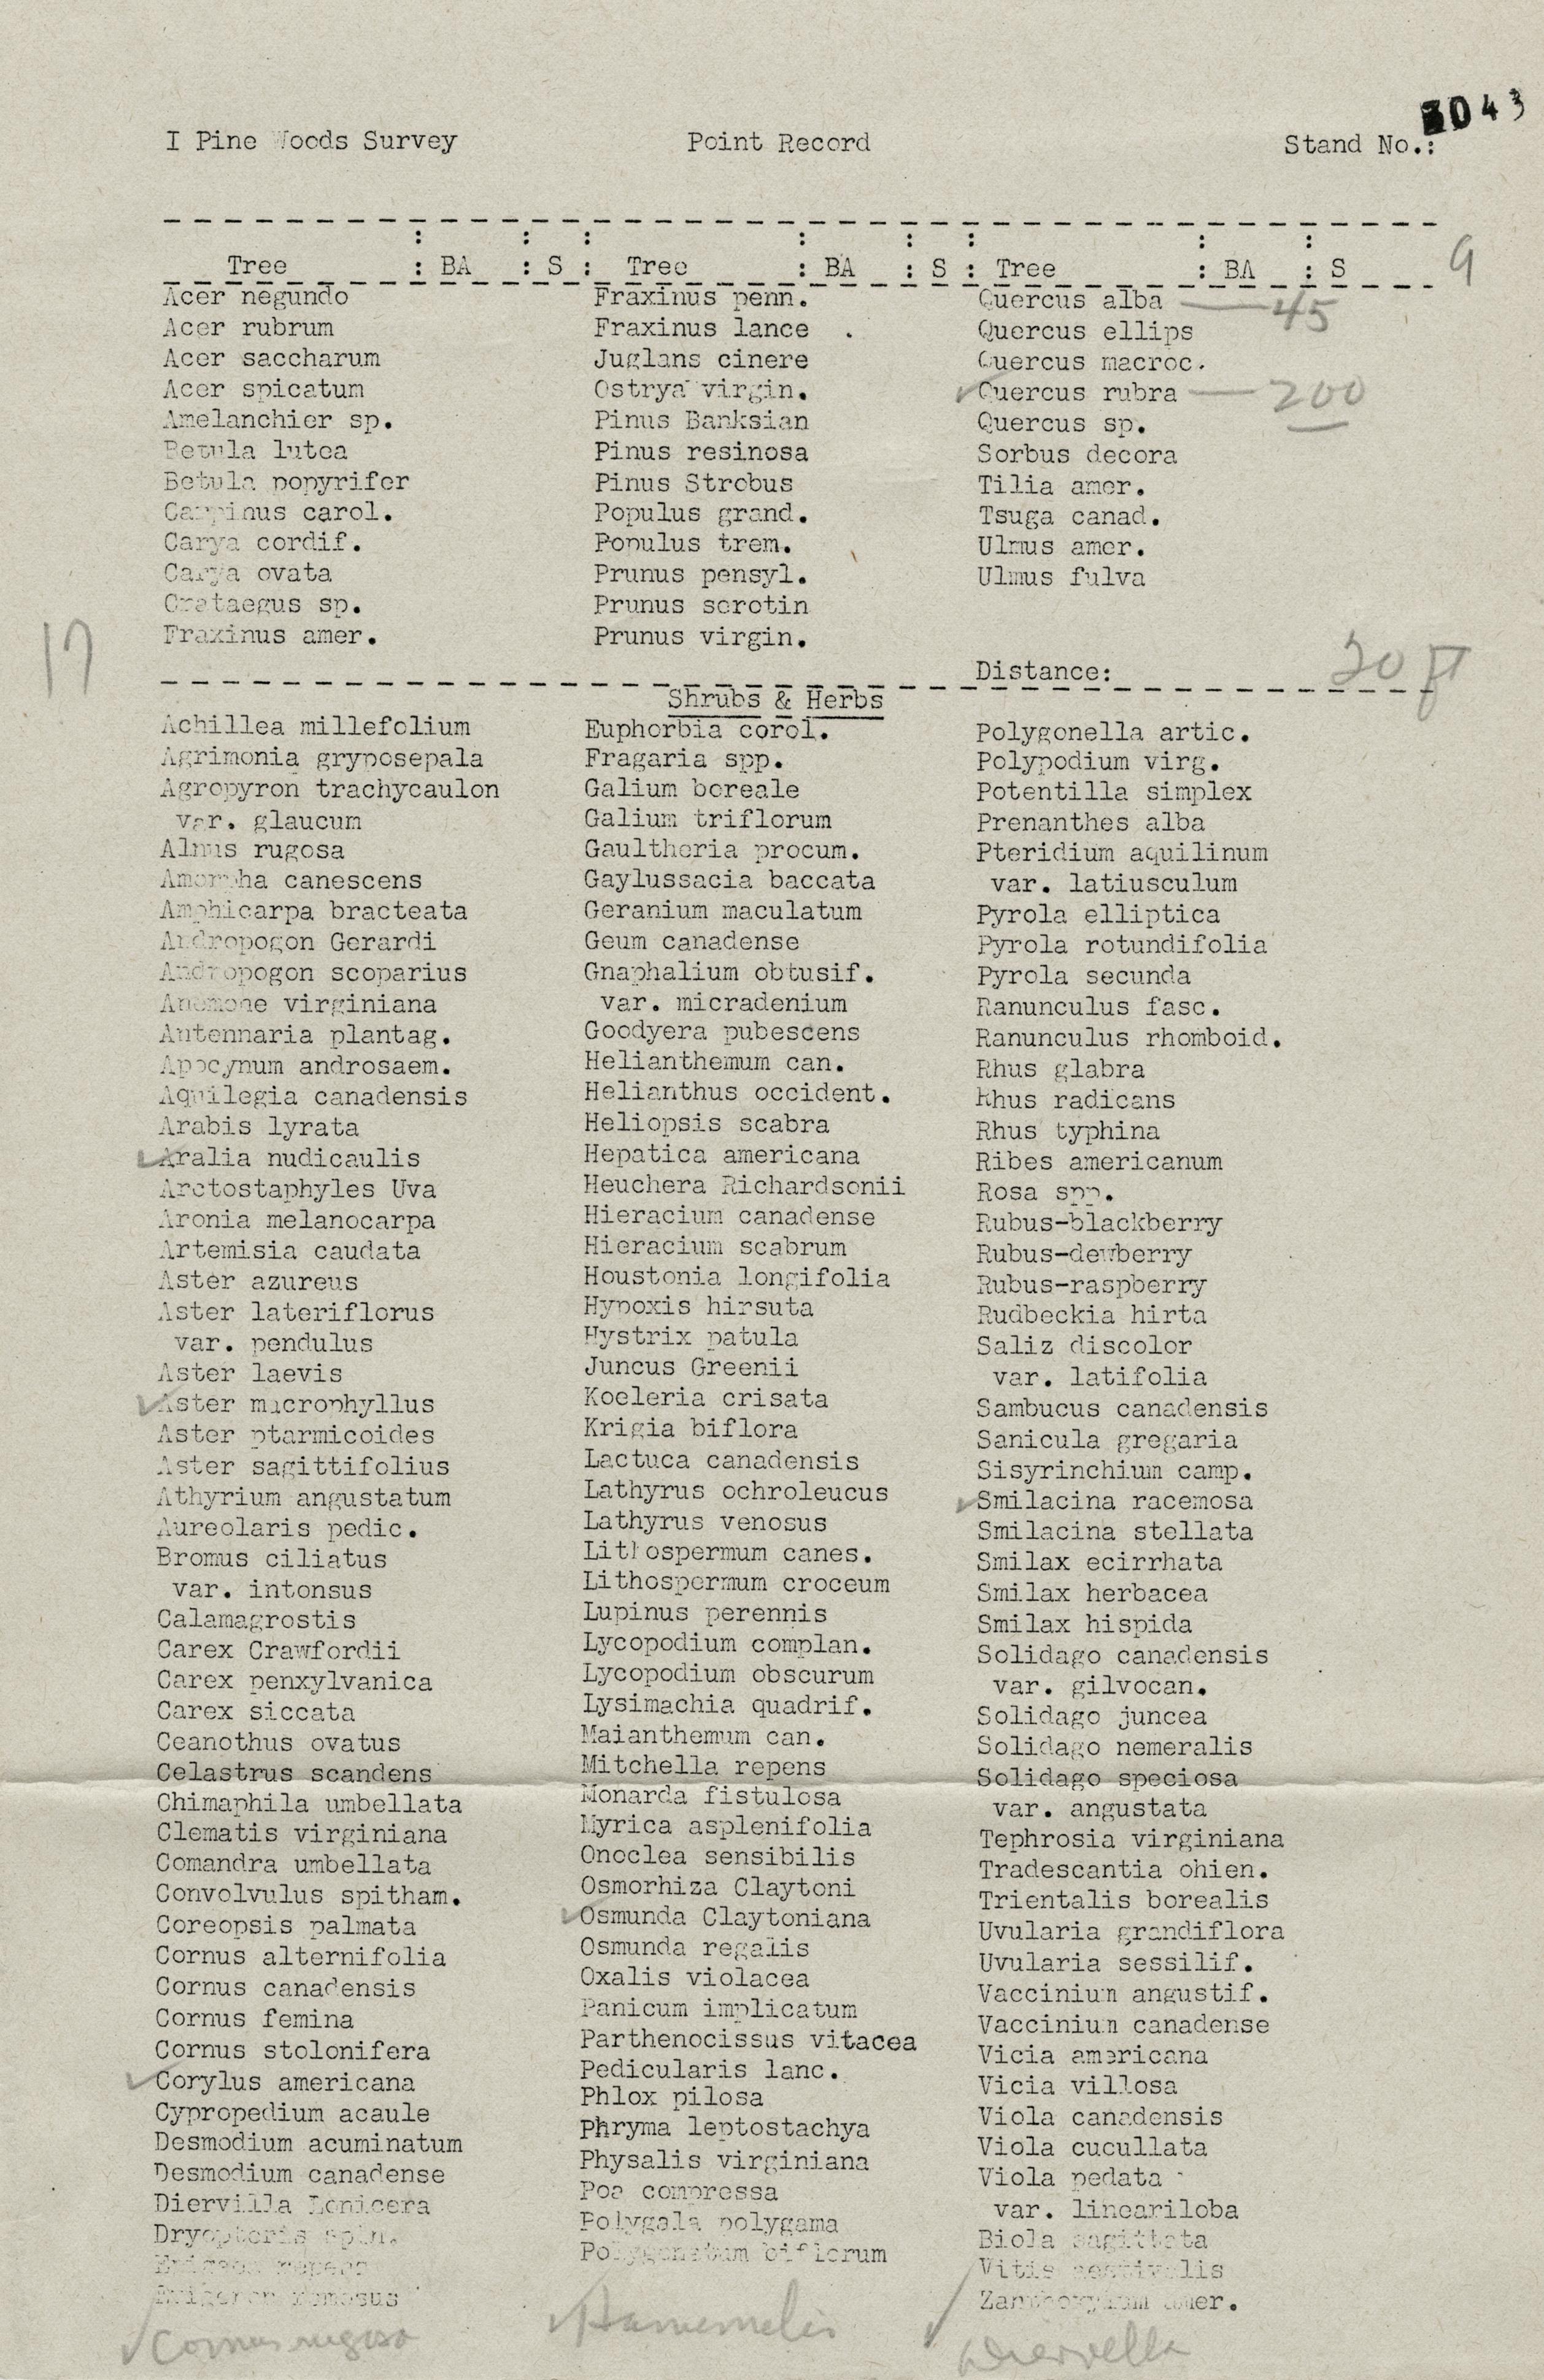 3043
I Pine Woods Survey Point Record Stand No.:
Tree : BA : S : Tree : BA : S : Tree : BA : S
9
Acer negundo
Acer rubrum
Acer saccharum
Acer spicatum
Amelanchier sp.
Betula lutea
Betula popyrifer
Carpinus carol.
Carya cordif.
Carya ovata
Crataegus sp.
Fraxinus amer.
17
Fraxinus penn.
Fraxinus lance .
Juglans cinere
Ostrya virgin.
Pinus Banksian
Pinus resinosa
Pinus Strobus
Populus grand.
Populus trem.
Prunus pensyl.
Prunus serotin
Prunus virgin.
Quercus alba — 45
Quercus ellips
Quercus macroc.
✓Quercus rubra — 200
Quercus sp.
Sorbus decora
Tilia amer.
Tsuga canad.
Ulmus amer.
Ulmus fulva
Distance: 20 ft
Shrubs & Herbs
Achillea millefolium
Agrimonia gryposepala
Agropyron trachycaulon
var. glaucum
Alnus rugosa
Amorpha canescens
Amphicarpa bracteata
Andropogon Gerardi
Andropogon scoparius
Anemone virginiana
Antennaria plantag.
Apocynum androsaem.
Aquilegia canadensis
Arabis lyrata
✓Aralia nudicaulis
Arctostaphyles Uva
Aronia melanocarpa
Artemisia caudata
Aster azureus
Aster lateriflorus
var. pendulus
Aster laevis
✓Aster macrophyllus
Aster ptarmicoides
Aster sagittifolius
Athyrium angustatum
Aureolaris pedic.
Bromus ciliatus
var. intonsus
Calamagrostis
Carex Crawfordii
Carex penxylvanica
Carex siccata
Ceanothus ovatus
Celastrus scandens
Chimaphila umbellata
Clematis virginiana
Comandra umbellata
Convolvulus spitham.
Coreopsis palmata
Cornus alternifolia
Cornus canadensis
Cornus femina
Cornus stolonifera
✓Corylus americana
Cypropedium acaule
Desmodium acuminatum
Desmodium canadense
Diervilla Lonicera
Dryopteris spin.
Epigaea repens
Erigeron ramosus
✓Cornus rugosa
Euphorbia corol.
Fragaria spp.
Galium boreale
Galium triflorum
Gaultheria procum.
Gaylussacia baccata
Geranium maculatum
Geum canadense
Gnaphalium obtusif.
var. micradenium
Goodyera pubescens
Helianthemum can.
Helianthus occident.
Heliopsis scabra
Hepatica americana
Heuchera Richardsonii
Hieracium canadense
Hieracium scabrum
Houstonia longifolia
Hypoxis hirsuta
Hystrix patula
Juncus Greenii
Koeleria crisata
Krigia biflora
Lactuca canadensis
Lathyrus ochroleucus
Lathyrus venosus
Lithospermum canes.
Lithospermum croceum
Lupinus perennis
Lycopodium complan.
Lycopodium obscurum
Lysimachia quadrif.
Maianthemum can.
Mitchella repens
Monarda fistulosa
Myrica asplenifolia
Onoclea sensibilis
Osmorhiza Claytoni
✓Osmunda Claytoniana
Osmunda regalis
Oxalis violacea
Panicum implicatum
Parthenocissus vitacea
Pedicularis lanc.
Phlox pilosa
Phryma leptostachya
Physalis virginiana
Poa compressa
Polygala polygama
Polygonatum biflorum
✓Hamemelis
Polygonella artic.
Polypodium virg.
Potentilla simplex
Prenanthes alba
Pteridium aquilinum
var. latiusculum
Pyrola elliptica
Pyrola rotundifolia
Pyrola secunda
Ranunculus fasc.
Ranunculus rhomboid.
Rhus glabra
Rhus radicans
Rhus typhina
Ribes americanum
Rosa spp.
Rubus-blackberry
Rubus-dewberry
Rubus-raspberry
Rudbeckia hirta
Saliz discolor
var. latifolia
Sambucus canadensis
Sanicula gregaria
Sisyrinchium camp.
✓Smilacina racemosa
Smilacina stellata
Smilax ecirrhata
Smilax herbacea
Smilax hispida
Solidago canadensis
var. gilvocan.
Solidago juncea
Solidago nemeralis
Solidago speciosa
var. angustata
Tephrosia virginiana
Tradescantia ohien.
Trientalis borealis
Uvularia grandiflora
Uvularia sessilif.
Vaccinium angustif.
Vaccinium canadense
Vicia americana
Vicia villosa
Viola canadensis
Viola cucullata
Viola pedata
var. lineariloba
Biola sagittata
Vitis aestivalis
Zanthoxylum amer.
✓Diervella